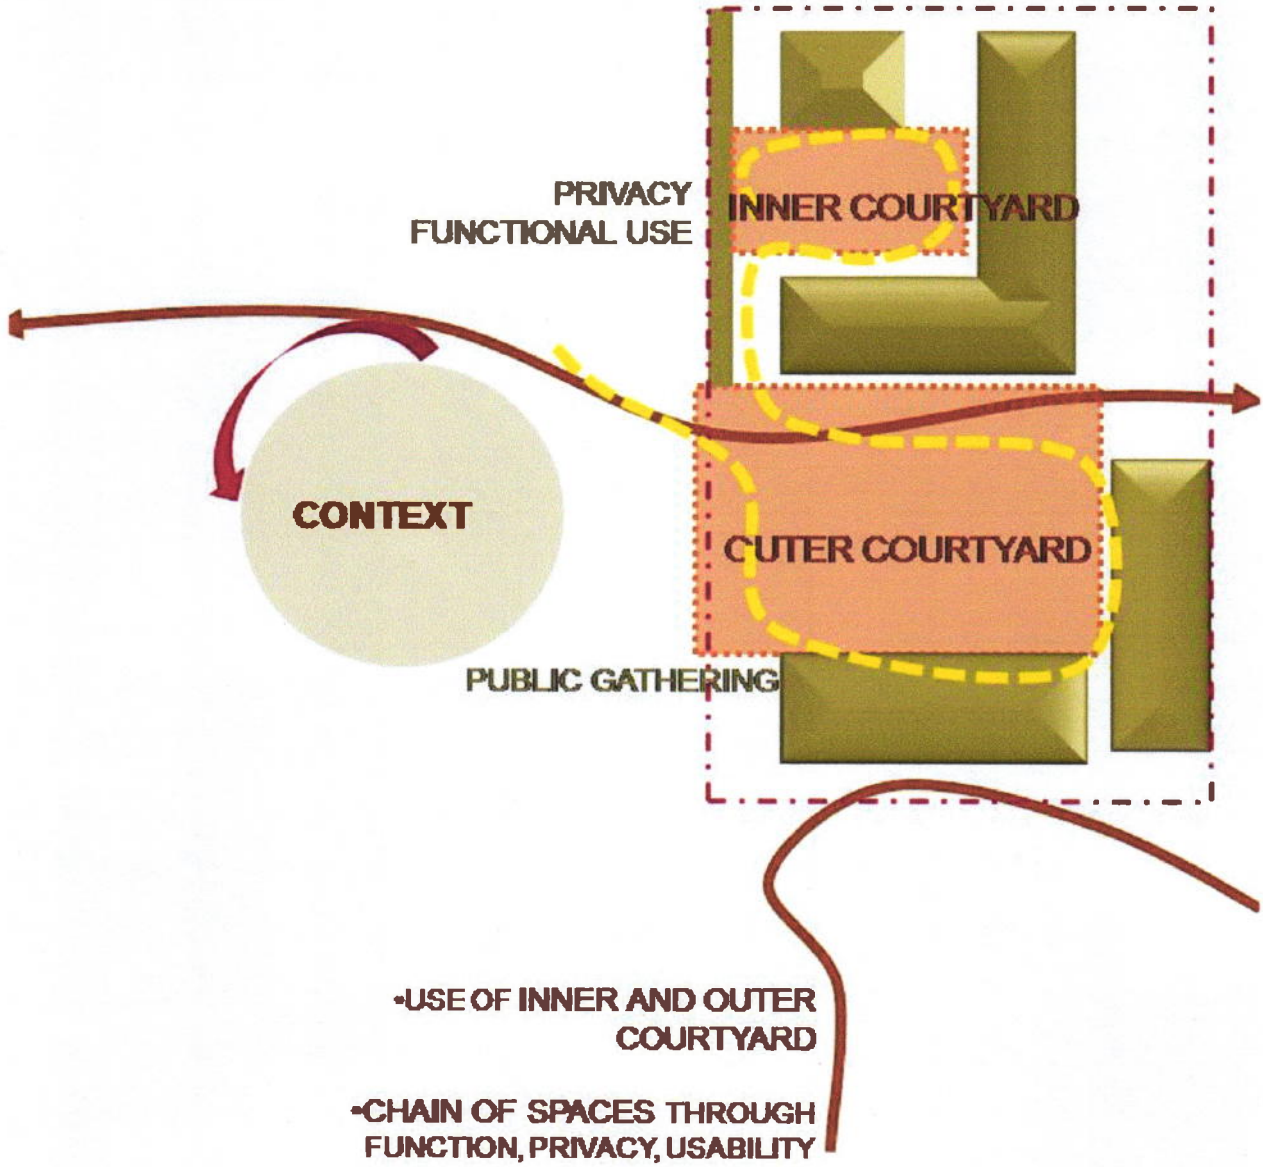 PRIVACY
FUNCTIONAL USE
INNER COURTYARD
CONTEXT
OUTER COURTYARD
PUBLIC GATHERING
•USE OF INNER AND OUTER
COURTYARD
•CHAIN OF SPACES THROUGH
FUNCTION, PRIVACY, USABILITY